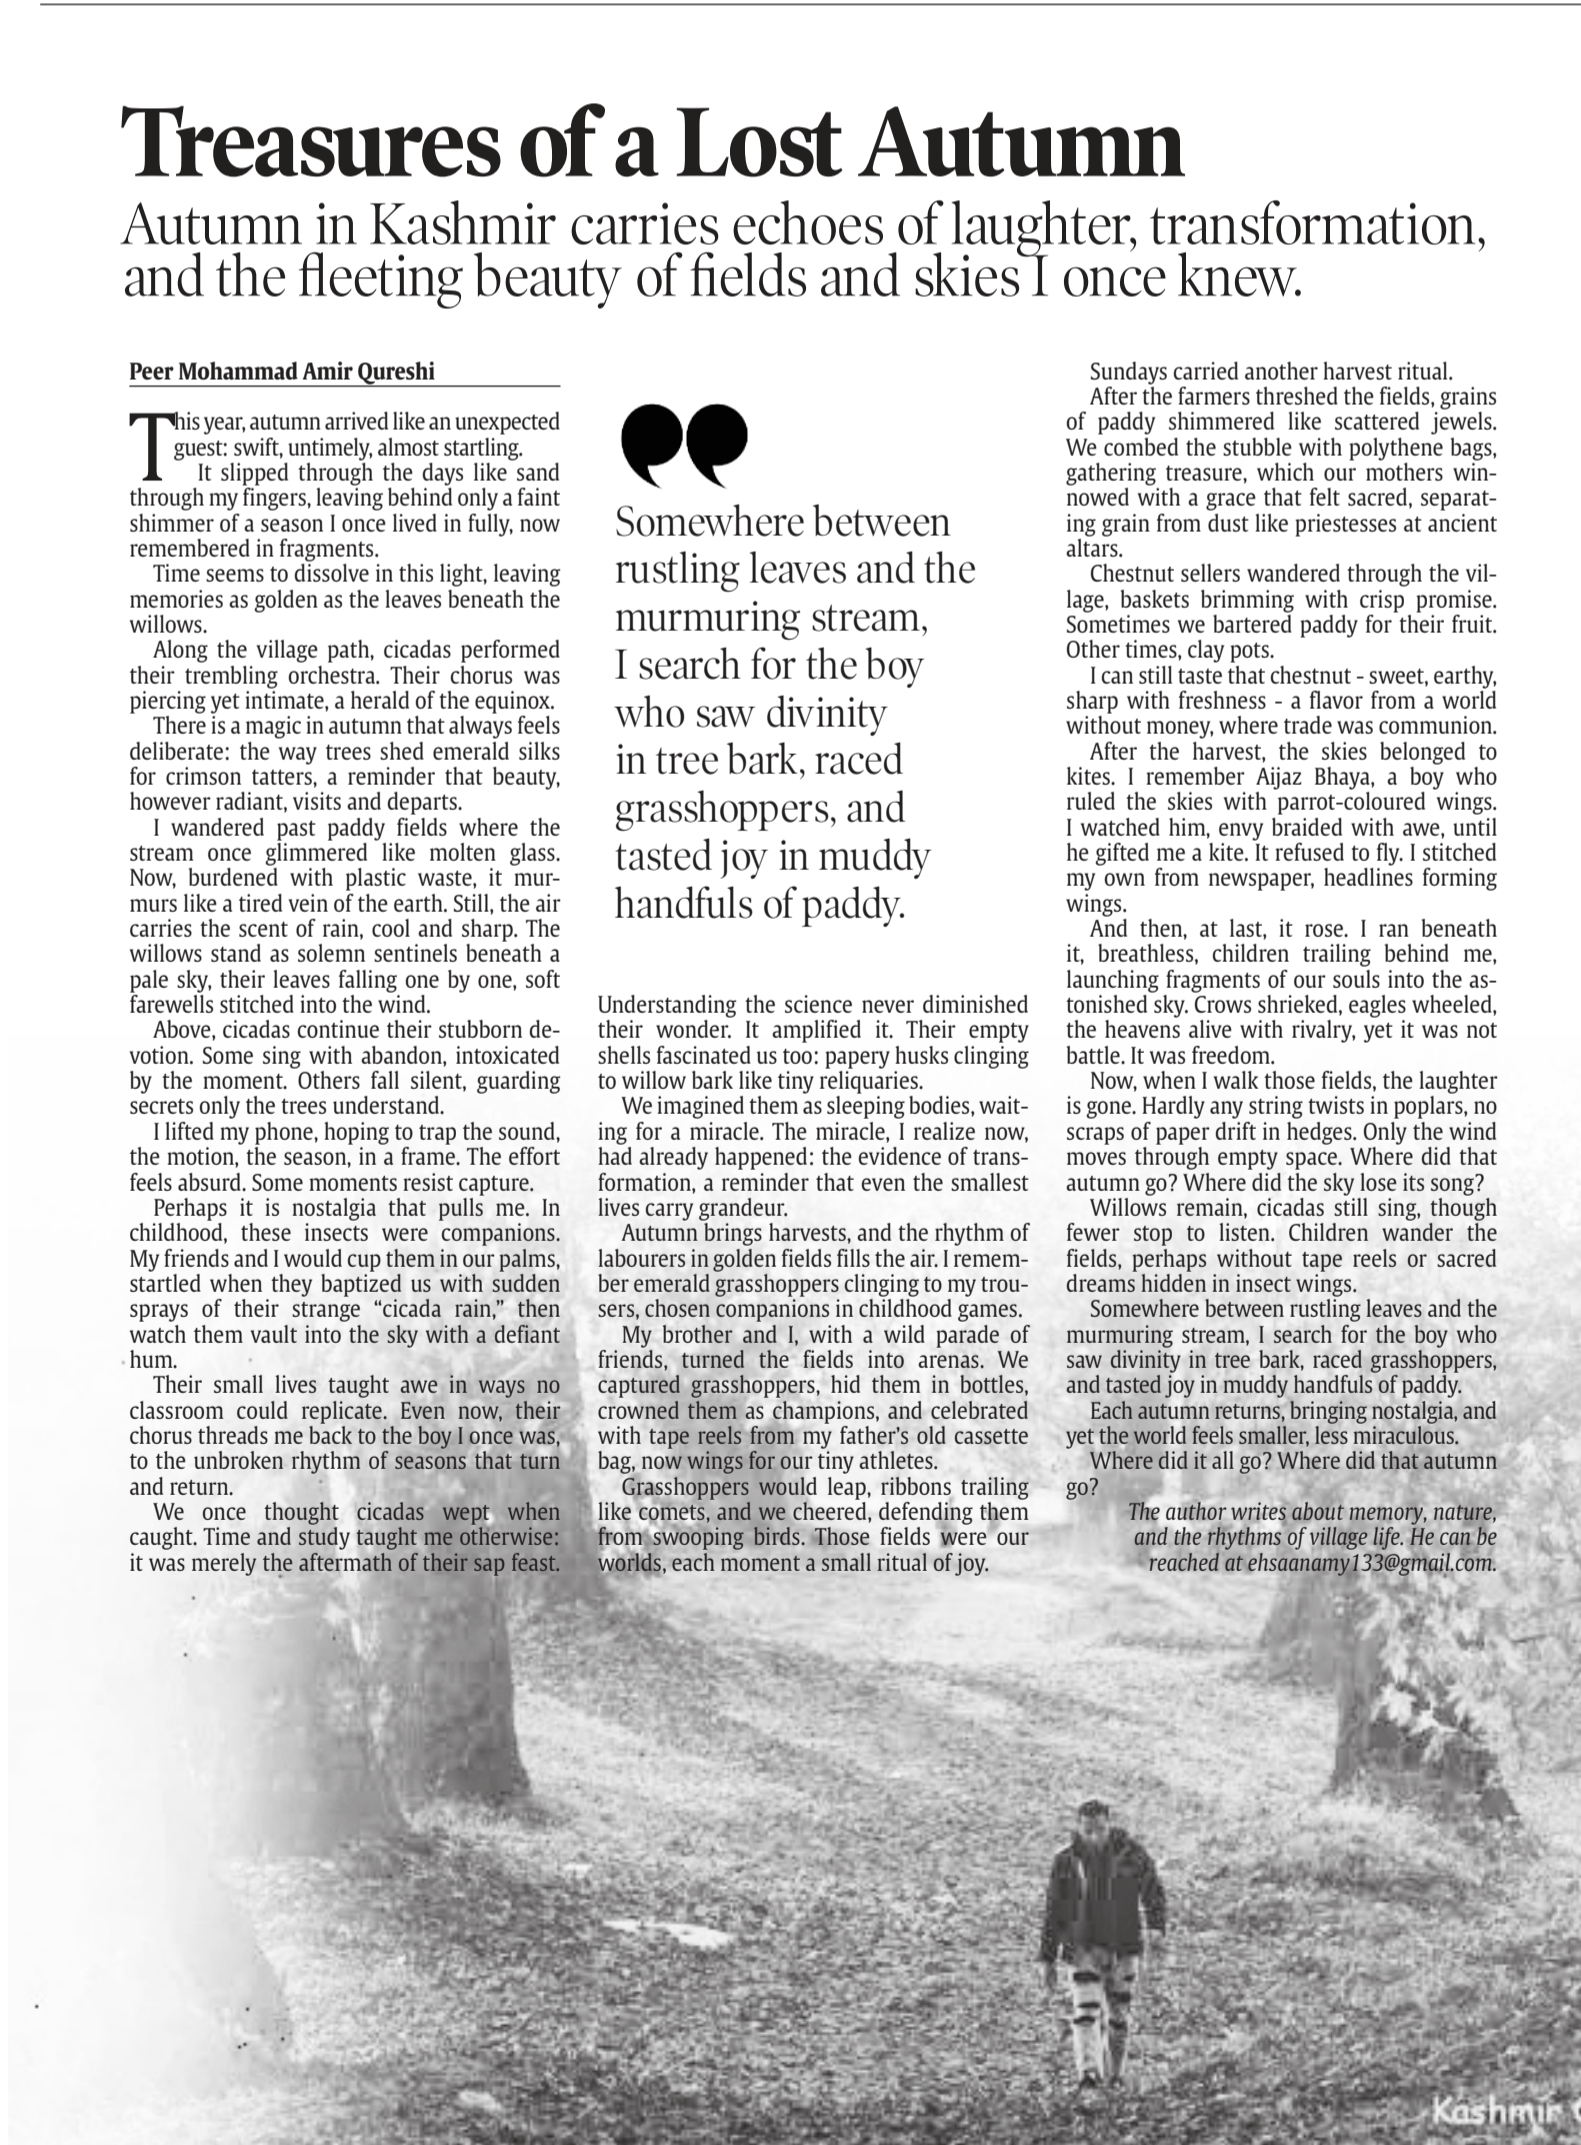 Treasures of a Lost Autumn
Autumn in Kashmir carries echoes of laughter, transformation,
and the fleeting beauty of fields and skies I once knew.
Peer Mohammad Amir Qureshi
This year, autumn arrived like an unexpected
guest: swift, untimely, almost startling.
It slipped through the days like sand
through my fingers, leaving behind only a faint
shimmer of a season I once lived in fully, now
remembered in fragments.
Time seems to dissolve in this light, leaving
memories as golden as the leaves beneath the
willows.
Along the village path, cicadas performed
their trembling orchestra. Their chorus was
piercing yet intimate, a herald of the equinox.
There is a magic in autumn that always feels
deliberate: the way trees shed emerald silks
for crimson tatters, a reminder that beauty,
however radiant, visits and departs.
I wandered past paddy fields where the
stream once glimmered like molten glass.
Now, burdened with plastic waste, it mur-
murs like a tired vein of the earth. Still, the air
carries the scent of rain, cool and sharp. The
willows stand as solemn sentinels beneath a
pale sky, their leaves falling one by one, soft
farewells stitched into the wind.
Above, cicadas continue their stubborn de-
votion. Some sing with abandon, intoxicated
by the moment. Others fall silent, guarding
secrets only the trees understand.
I lifted my phone, hoping to trap the sound,
the motion, the season, in a frame. The effort
feels absurd. Some moments resist capture.
Perhaps it is nostalgia that pulls me. In
childhood, these insects were companions.
My friends and I would cup them in our palms,
startled when they baptized us with sudden
sprays of their strange “cicada rain,” then
watch them vault into the sky with a defiant
hum.
Their small lives taught awe in ways no
classroom could replicate. Even now, their
chorus threads me back to the boy I once was,
to the unbroken rhythm of seasons that turn
and return.
We once thought cicadas wept when
caught. Time and study taught me otherwise:
it was merely the aftermath of their sap feast.
”
Somewhere between
rustling leaves and the
murmuring stream,
I search for the boy
who saw divinity
in tree bark, raced
grasshoppers, and
tasted joy in muddy
handfuls of paddy.
Understanding the science never diminished
their wonder. It amplified it. Their empty
shells fascinated us too: papery husks clinging
to willow bark like tiny reliquaries.
We imagined them as sleeping bodies, wait-
ing for a miracle. The miracle, I realize now,
had already happened: the evidence of trans-
formation, a reminder that even the smallest
lives carry grandeur.
Autumn brings harvests, and the rhythm of
labourers in golden fields fills the air. I remem-
ber emerald grasshoppers clinging to my trou-
sers, chosen companions in childhood games.
My brother and I, with a wild parade of
friends, turned the fields into arenas. We
captured grasshoppers, hid them in bottles,
crowned them as champions, and celebrated
with tape reels from my father’s old cassette
bag, now wings for our tiny athletes.
Grasshoppers would leap, ribbons trailing
like comets, and we cheered, defending them
from swooping birds. Those fields were our
worlds, each moment a small ritual of joy.
Sundays carried another harvest ritual.
After the farmers threshed the fields, grains
of paddy shimmered like scattered jewels.
We combed the stubble with polythene bags,
gathering treasure, which our mothers win-
nowed with a grace that felt sacred, separat-
ing grain from dust like priestesses at ancient
altars.
Chestnut sellers wandered through the vil-
lage, baskets brimming with crisp promise.
Sometimes we bartered paddy for their fruit.
Other times, clay pots.
I can still taste that chestnut - sweet, earthy,
sharp with freshness - a flavor from a world
without money, where trade was communion.
After the harvest, the skies belonged to
kites. I remember Aijaz Bhaya, a boy who
ruled the skies with parrot-coloured wings.
I watched him, envy braided with awe, until
he gifted me a kite. It refused to fly. I stitched
my own from newspaper, headlines forming
wings.
And then, at last, it rose. I ran beneath
it, breathless, children trailing behind me,
launching fragments of our souls into the as-
tonished sky. Crows shrieked, eagles wheeled,
the heavens alive with rivalry, yet it was not
battle. It was freedom.
Now, when I walk those fields, the laughter
is gone. Hardly any string twists in poplars, no
scraps of paper drift in hedges. Only the wind
moves through empty space. Where did that
autumn go? Where did the sky lose its song?
Willows remain, cicadas still sing, though
fewer stop to listen. Children wander the
fields, perhaps without tape reels or sacred
dreams hidden in insect wings.
Somewhere between rustling leaves and the
murmuring stream, I search for the boy who
saw divinity in tree bark, raced grasshoppers,
and tasted joy in muddy handfuls of paddy.
Each autumn returns, bringing nostalgia, and
yet the world feels smaller, less miraculous.
Where did it all go? Where did that autumn
go?
The author writes about memory, nature,
and the rhythms of village life. He can be
reached at ehsaanamy133@gmail.com.
Kashmir